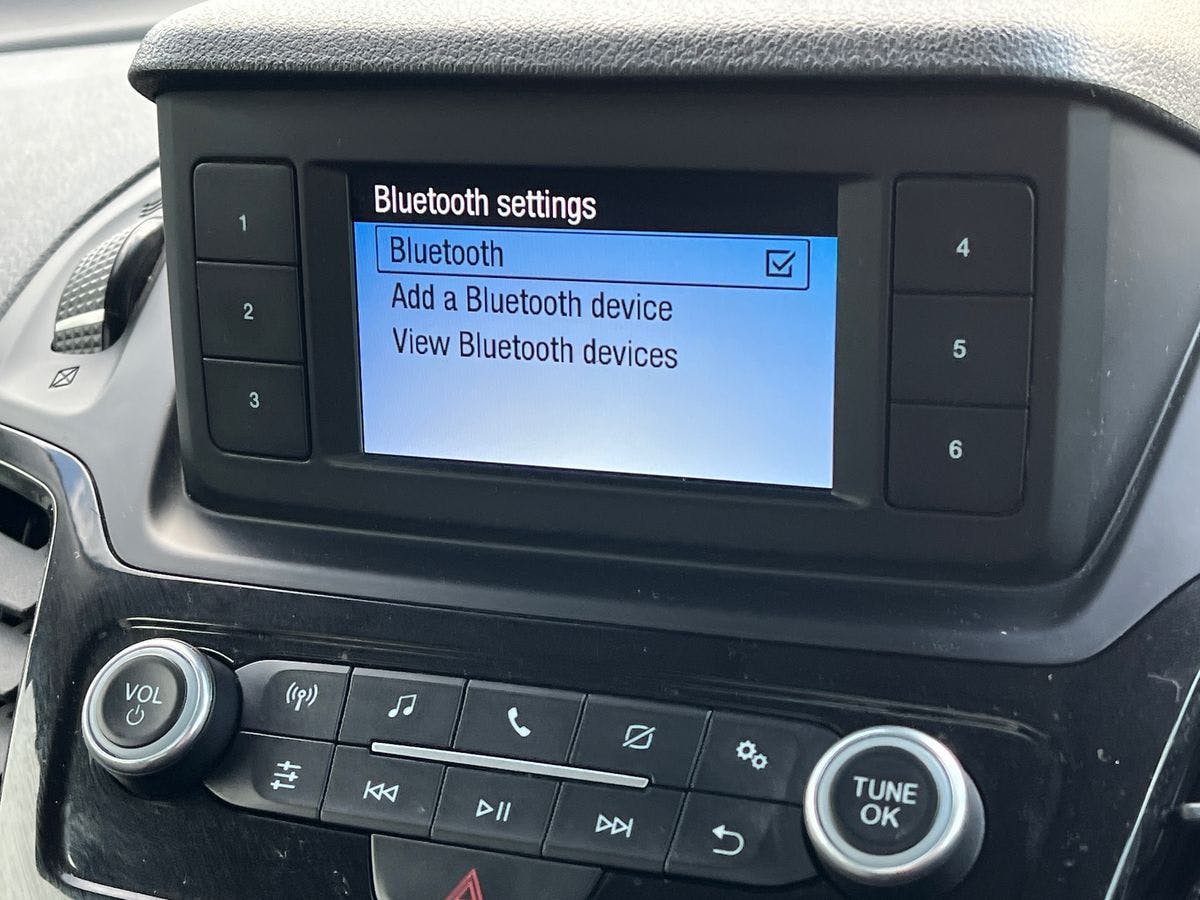 Bluetooth settings
Bluetooth
Add a Bluetooth device
View Bluetooth devices
1
2
3
4
5
6
VOL
TUNE
OK